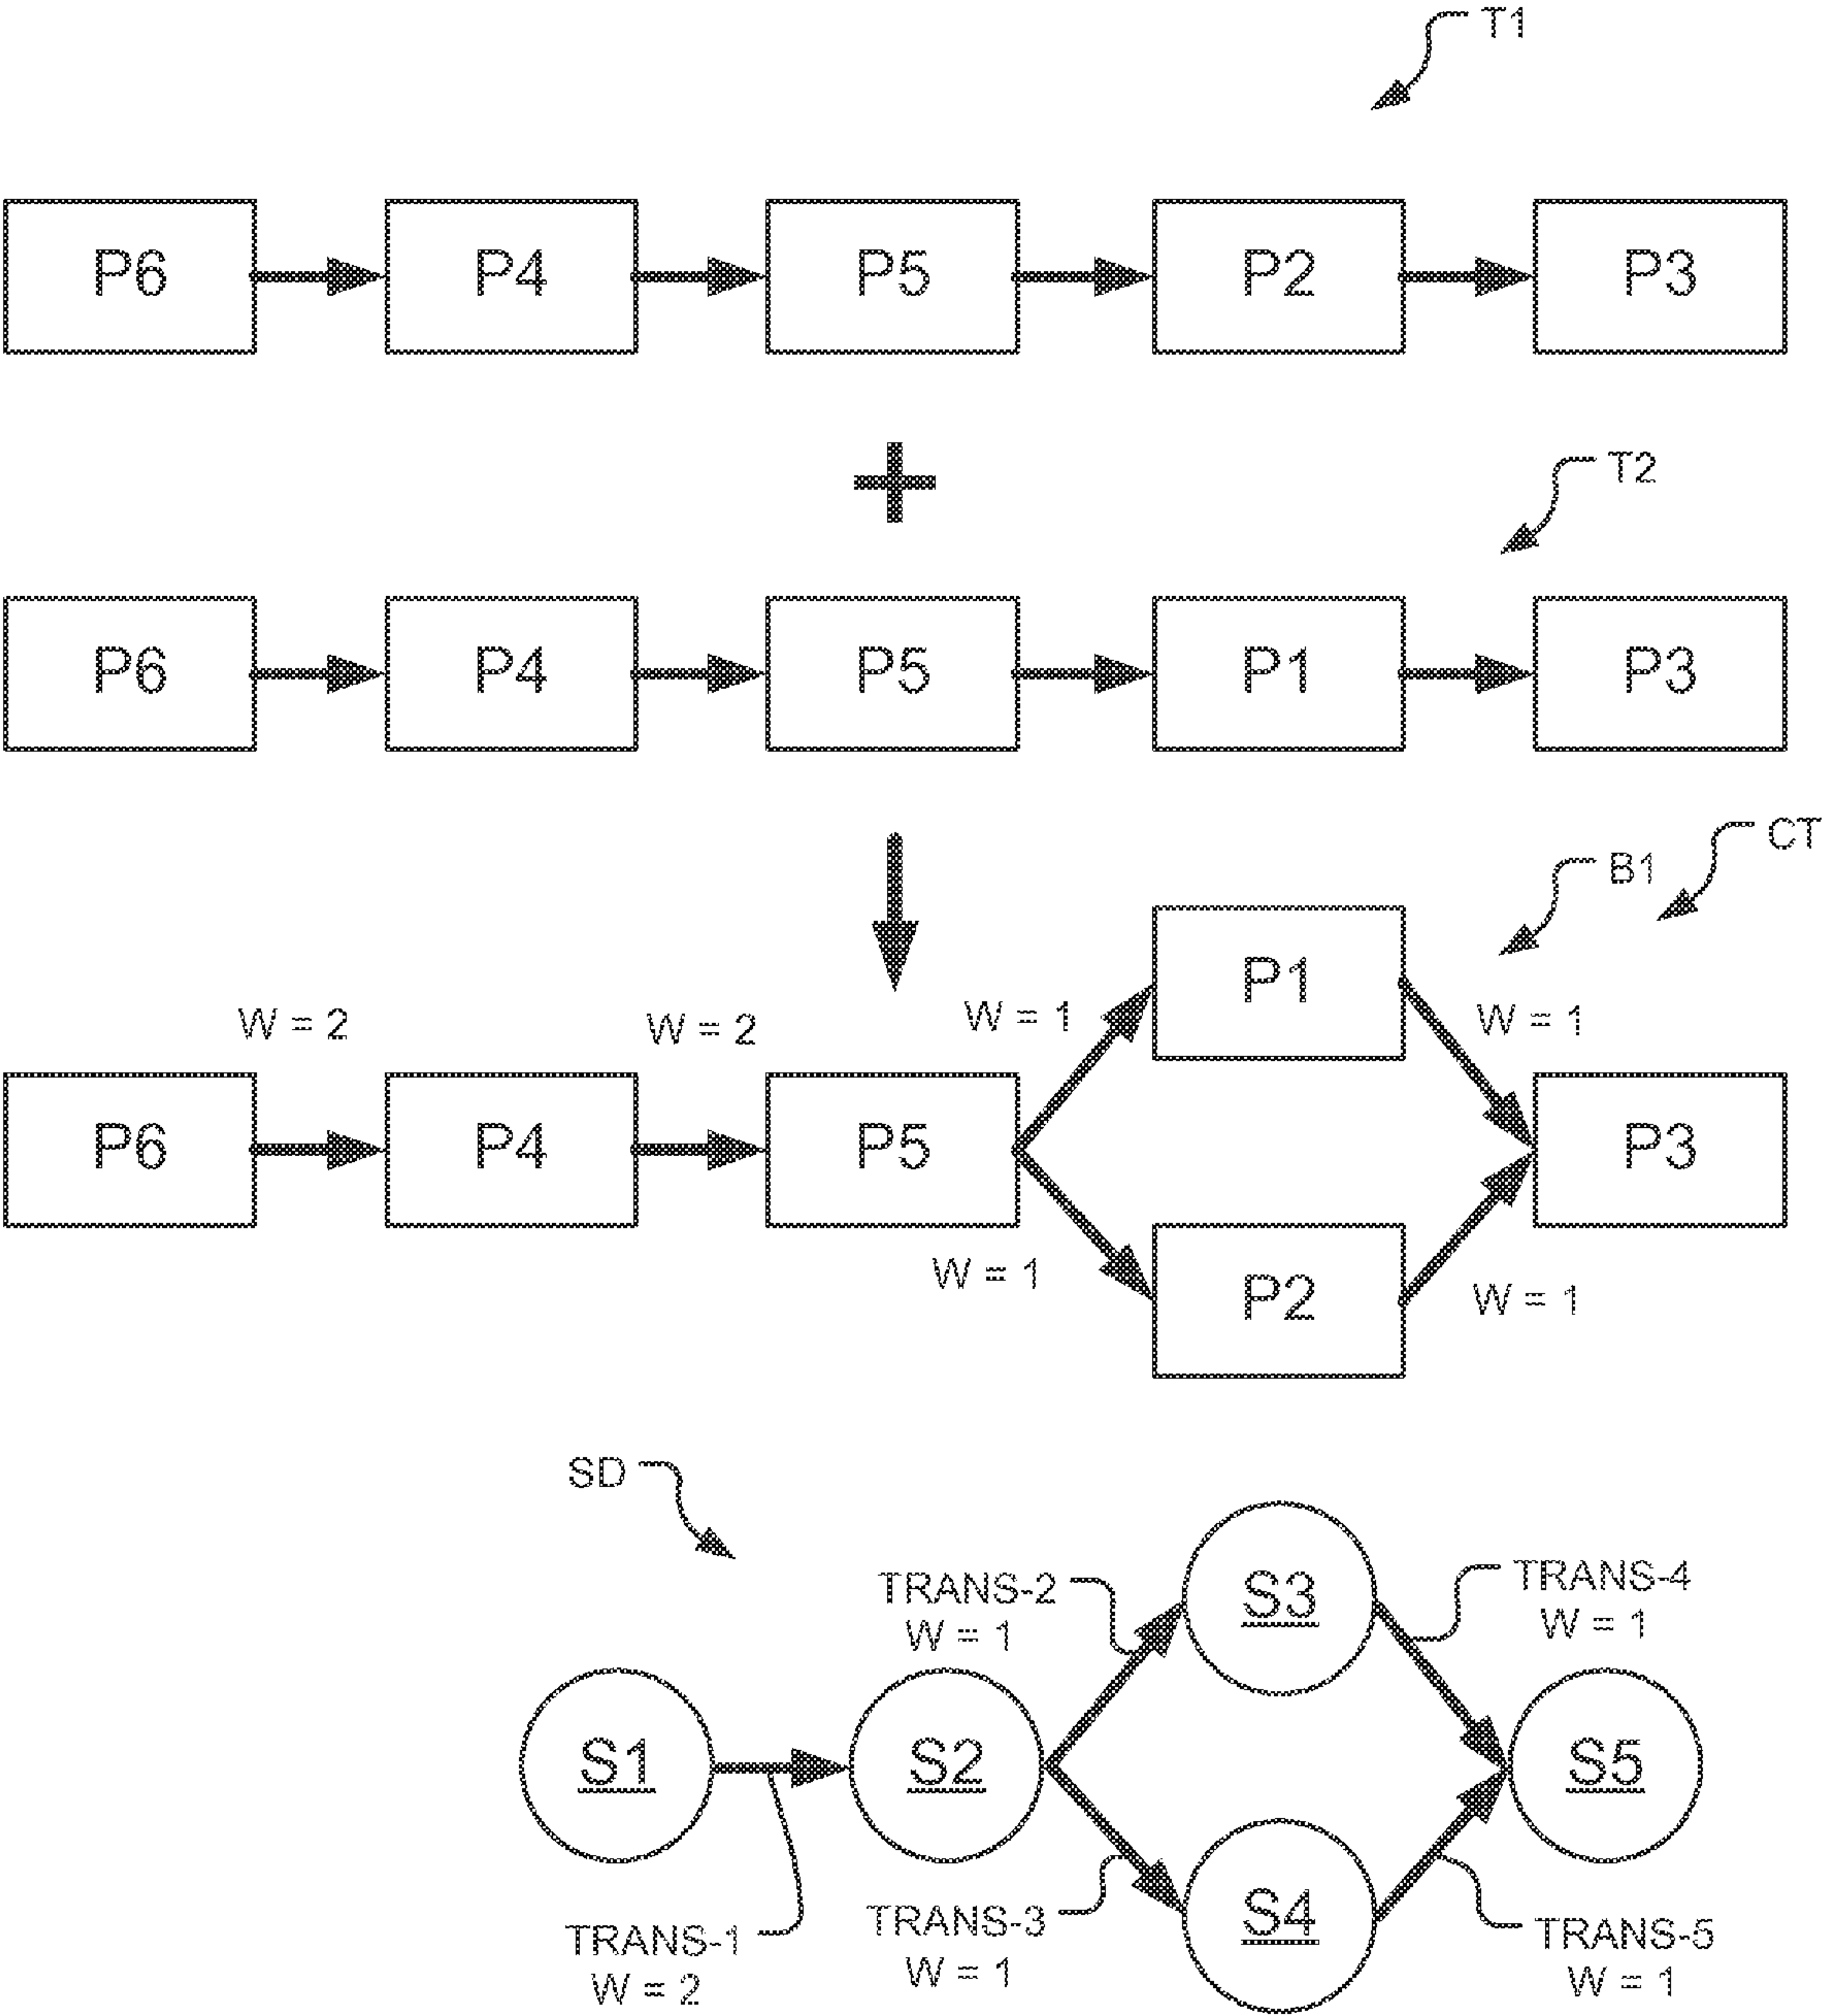 T1
P6 P4 P5 P2 P3
+
T2
P6 P4 P5 P1 P3
CT
B1
P1
W = 2 W = 2 W = 1 W = 1
P6 P4 P5 P3
W = 1 P2 W = 1
SD
TRANS-2 S3 TRANS-4
W = 1 W = 1
S1 S2 S5
TRANS-1 TRANS-3 S4 TRANS-5
W = 2 W = 1 W = 1